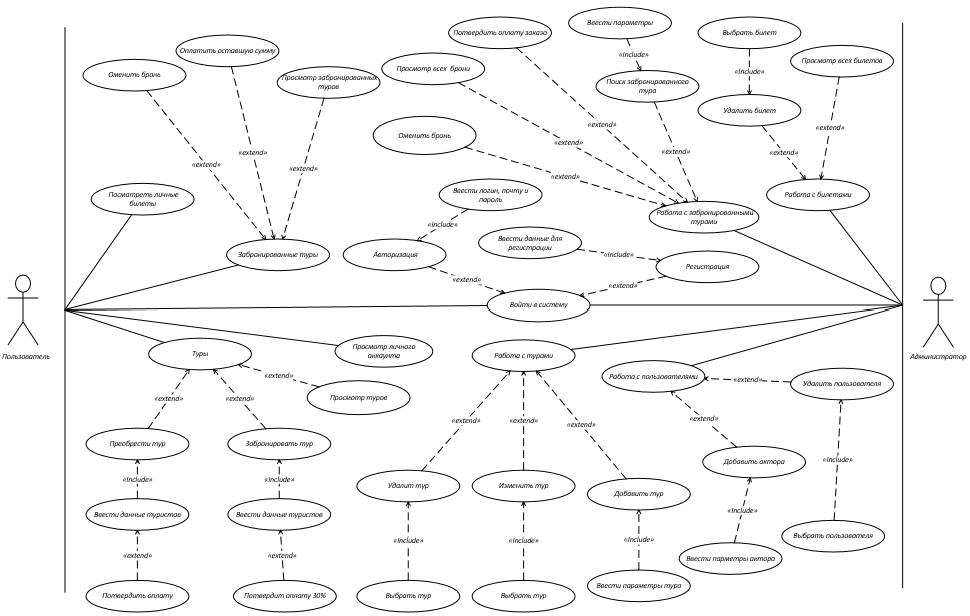 Ввести параметры
Потвердить оплату заказа
Выбрать билет
Оплатить оставшую сумму
«Include»
Просмотр всех билетов
Оменить бронь
Просмотр забронированных
туров
Просмотр всех брони
«Include»
Поиск забронированного
тура
Удалить билет
«extend»
«extend»
Оменить бронь
«extend»
«extend»
«extend»
«extend»
«extend»
«extend»
«extend»
«extend»
Посматреть личные
билеты
Ввести логин, почту и
пароль
Работа с билетами
Работа с забронированными
турами
«Include»
Ввести данные для
регистрации
Забронированные туры
Авторизация
«Include»
Регистрация
«extend»
«extend»
Войти в систему
Пользователь
Администратор
Туры
Просмотр личного
аккаунта
Работа с турами
«extend»
Работа с пользователями
«extend»
Удалить пользователя
«extend»
«extend»
Просмотр туров
«extend»
«extend»
«extend»
«extend»
Преобрести тур
Забронировать тур
«Include»
Добавить актора
«Include»
«Include»
Удалит тур
Изменить тур
Добавить тур
Ввести данные туристов
Ввести данные туристов
«Include»
Выбрать пользователя
«Include»
«Include»
«Include»
«extend»
«extend»
Ввести парметры актора
Ввести параметры тура
Потвердить оплату
Потвердит оплату 30%
Выбрать тур
Выбрать тур